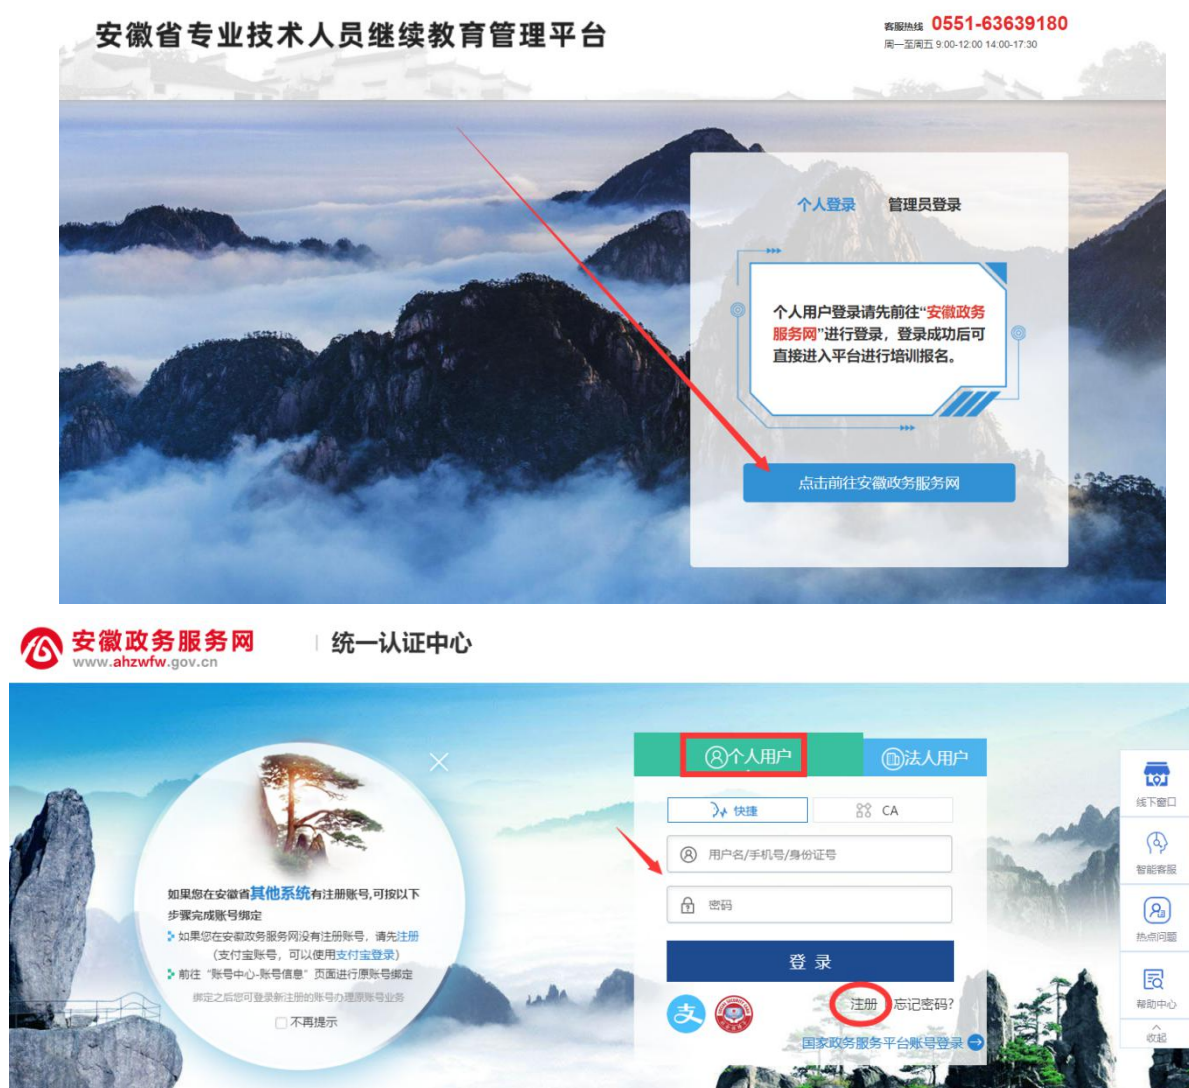 安徽省专业技术人员继续教育管理平台
客服热线 0551-63639180
周一至周五 9:00-12:00 14:00-17:30
个人登录 管理员登录
个人用户登录请先前往“安徽政务
服务网”进行登录，登录成功后可
直接进入平台进行培训报名。
点击前往安徽政务服务网
安徽政务服务网
www.ahzwfw.gov.cn
统一认证中心
个人用户 法人用户
快捷 CA
用户名/手机号/身份证号
密码
登 录
注册 忘记密码?
国家政务服务平台账号登录
如果您在安徽省其他系统有注册账号,可按以下
步骤完成账号绑定
如果您在安徽政务服务网没有注册账号，请先注册
（支付宝账号，可以使用支付宝登录）
前往“账号中心-账号信息”页面进行原账号绑定
绑定之后您可登录新注册的账号办理原账号业务
不再提示
线下窗口
智能客服
热点问题
帮助中心
收起